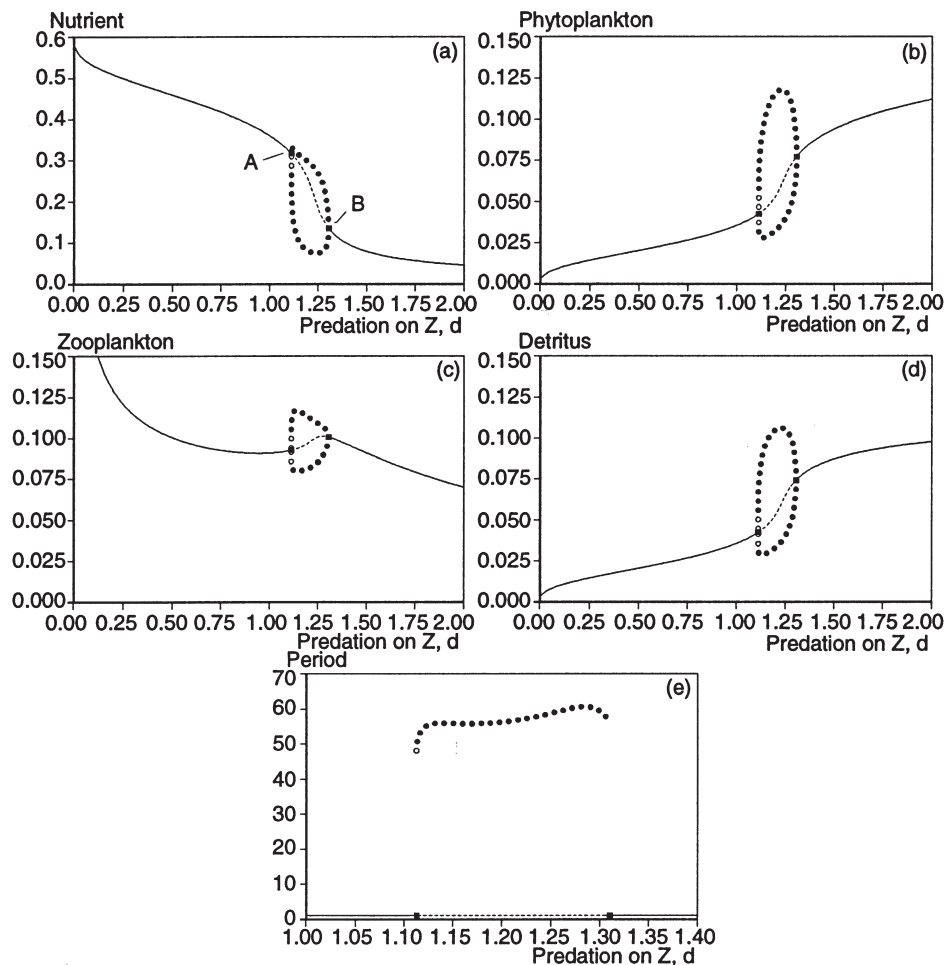 Nutrient
(a)
0.6
0.5
0.4
0.3
0.2
0.1
0.0
A
B
0.00 0.25 0.50 0.75 1.00 1.25 1.50 1.75 2.00
Predation on Z, d
Phytoplankton
(b)
0.150
0.125
0.100
0.075
0.050
0.025
0.000
0.00 0.25 0.50 0.75 1.00 1.25 1.50 1.75 2.00
Predation on Z, d
Zooplankton
(c)
0.150
0.125
0.100
0.075
0.050
0.025
0.000
0.00 0.25 0.50 0.75 1.00 1.25 1.50 1.75 2.00
Predation on Z, d
Detritus
(d)
0.150
0.125
0.100
0.075
0.050
0.025
0.000
0.00 0.25 0.50 0.75 1.00 1.25 1.50 1.75 2.00
Predation on Z, d
Period
(e)
70
60
50
40
30
20
10
0
1.00 1.05 1.10 1.15 1.20 1.25 1.30 1.35 1.40
Predation on Z, d